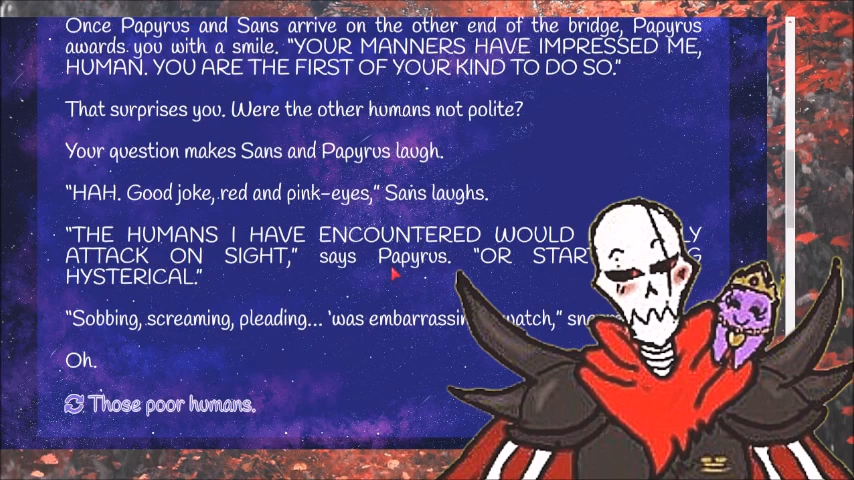 Once Papyrus and Sans arrive on the other end of the bridge, Papyrus
awards you with a smile. "YOUR MANNERS HAVE IMPRESSED ME,
HUMAN. YOU ARE THE FIRST OF YOUR KIND TO DO SO."
That surprises you. Were the other humans not polite?
Your question makes Sans and Papyrus laugh.
"HAH. Good joke, red and pink-eyes," Sans laughs.
"THE HUMANS I HAVE ENCOUNTERED WOULD
ATTACK ON SIGHT," says Papyrus. "OR
HYSTERICAL."
"Sobbing, screaming, pleading... 'was
Oh.
Those poor humans.